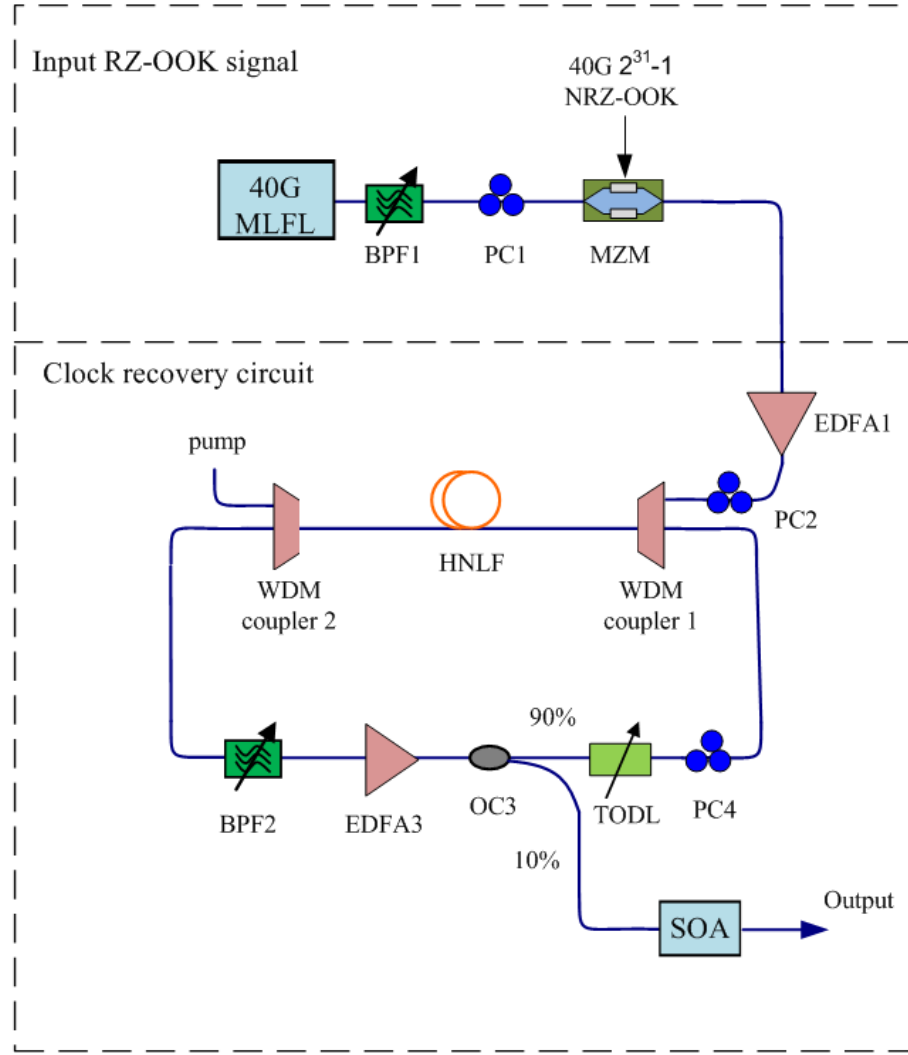 Input RZ-OOK signal
40G 2³¹-1
NRZ-OOK
40G
MLFL
BPF1
PC1
MZM
Clock recovery circuit
EDFA1
pump
PC2
HNLF
WDM
coupler 2
WDM
coupler 1
90%
BPF2
EDFA3
OC3
TODL
PC4
10%
Output
SOA